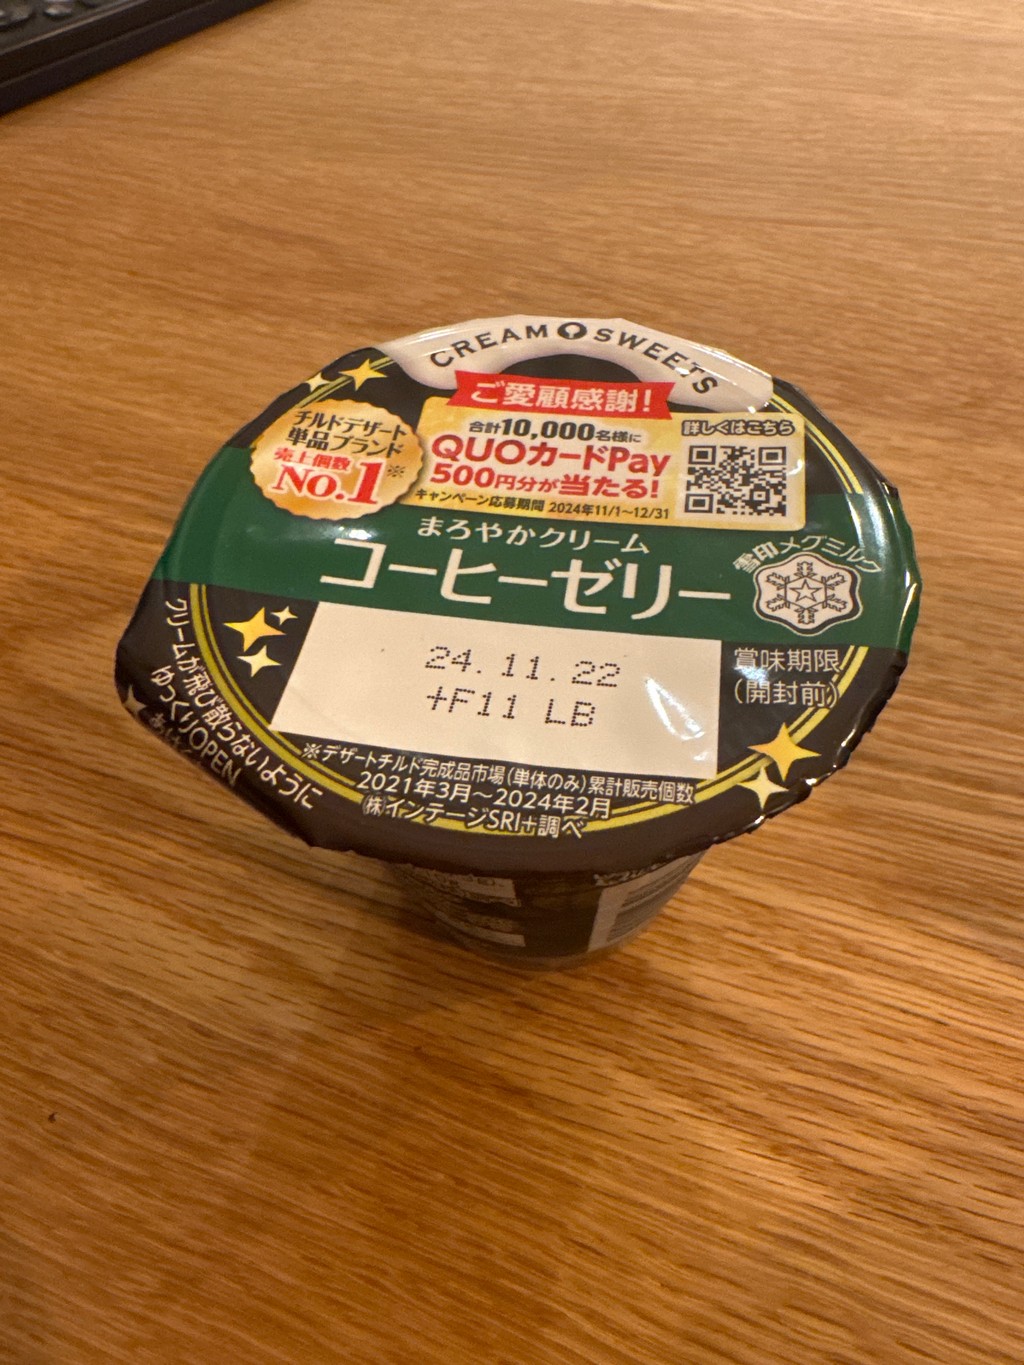 CREAM SWEETS
ご愛顧感謝!
チルドデザート
単品ブランド
売上個数
No.1※
合計10,000名様に
QUOカードPay
500円分が当たる!
キャンペーン応募期間 2024年11/1〜12/31
詳しくはこちら
まろやかクリーム
コーヒーゼリー
雪印メグミルク
24.11.22
+F11 LB
賞味期限
(開封前)
クリームが飛び散らないように
ゆっくりOPEN
※デザートチルド完成品市場(単体のみ)累計販売個数
2021年3月〜2024年2月
㈱インテージSRI+調べ